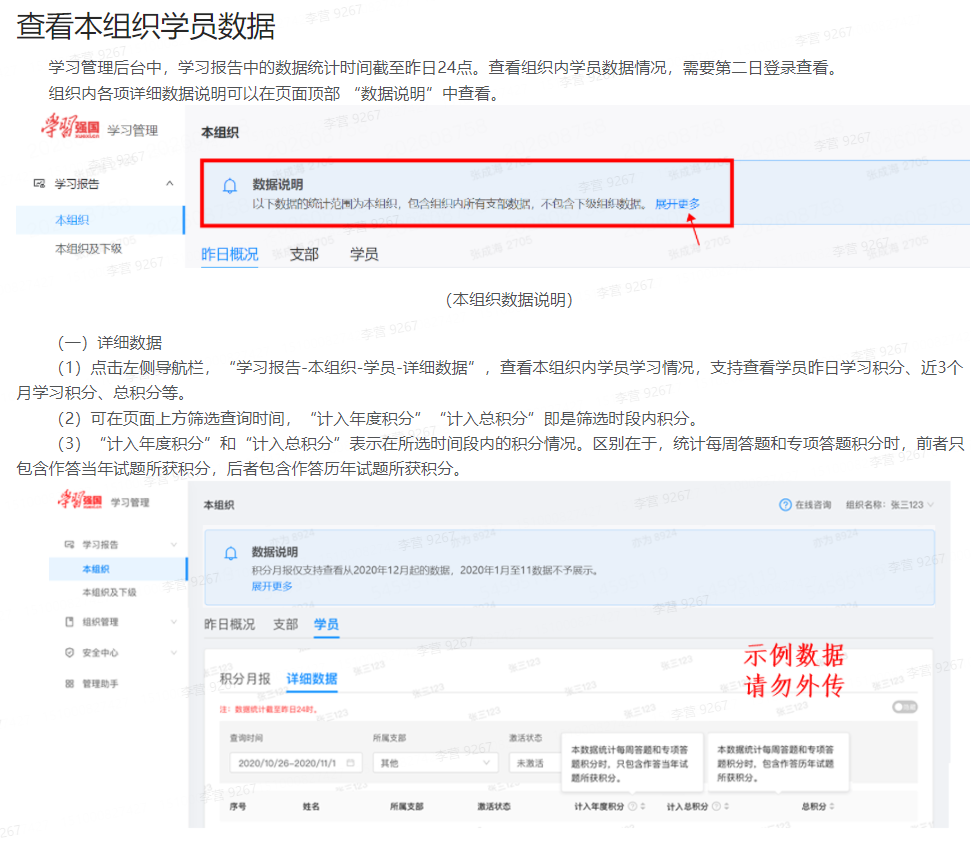 查看本组织学员数据
学习管理后台中，学习报告中的数据统计时间截至昨日24点。查看组织内学员数据情况，需要第二日登录查看。
组织内各项详细数据说明可以在页面顶部 “数据说明”中查看。
学习强国 学习管理
本组织
学习报告
数据说明
以下数据的统计范围为本组织，包含组织内所有支部数据，不包含下级组织数据。 展开更多
本组织
本组织及下级
昨日概况 支部 学员
（本组织数据说明）
（一）详细数据
（1）点击左侧导航栏，“学习报告-本组织-学员-详细数据”，查看本组织内学员学习情况，支持查看学员昨日学习积分、近3个
月学习积分、总积分等。
（2）可在页面上方筛选查询时间，“计入年度积分”“计入总积分”即是筛选时段内积分。
（3）“计入年度积分”和“计入总积分”表示在所选时间段内的积分情况。区别在于，统计每周答题和专项答题积分时，前者只
包含作答当年试题所获积分，后者包含作答历年试题所获积分。
学习强国 学习管理
本组织
在线咨询 组织名称：张三123
学习报告
本组织
本组织及下级
组织管理
安全中心
管理助手
数据说明
积分月报仅支持查看从2020年12月起的数据，2020年1月至11数据不予展示。
展开更多
昨日概况 支部 学员
示例数据
请勿外传
积分月报 详细数据
注：数据统计截至昨日24时。
查询时间 所属支部 激活状态
2020/10/26-2020/11/1 其他 未激活
本数据统计每周答题和专项答
题积分时，只包含作答当年试
题所获积分。
本数据统计每周答题和专项答
题积分时，包含作答历年试题
所获积分。
序号 姓名 所属支部 激活状态 计入年度积分 计入总积分 总积分
李营 9267
张成海 2705
亦为 8924
张三123